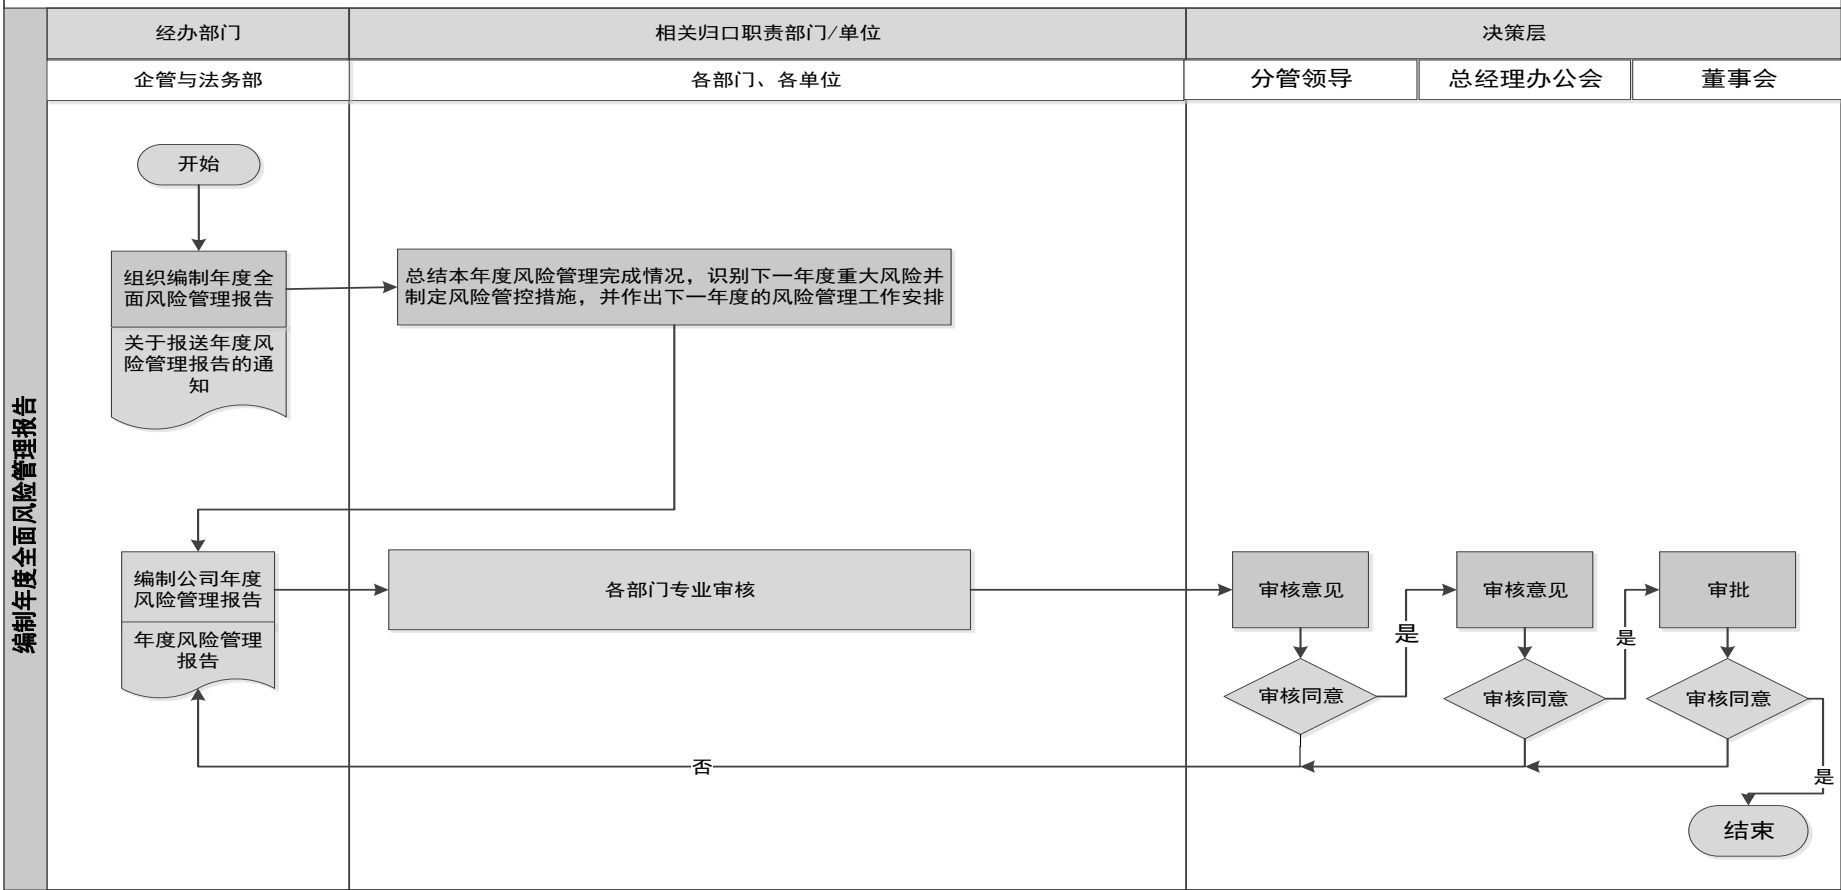 经办部门
相关归口职责部门/单位
决策层
企管与法务部
各部门、各单位
分管领导
总经理办公会
董事会
编制年度全面风险管理报告
开始
组织编制年度全
面风险管理报告
关于报送年度风
险管理报告的通
知
总结本年度风险管理完成情况，识别下一年度重大风险并
制定风险管控措施，并作出下一年度的风险管理工作安排
编制公司年度
风险管理报告
年度风险管理
报告
各部门专业审核
审核意见
审核意见
审批
是
是
审核同意
审核同意
审核同意
否
是
结束